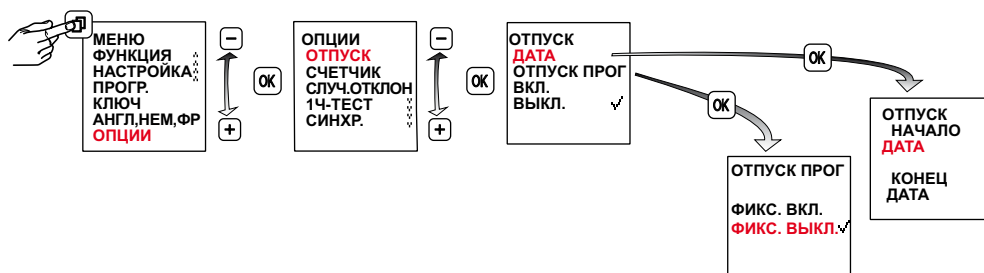 МЕНЮ
ФУНКЦИЯ
НАСТРОЙКА
ПРОГР.
КЛЮЧ
АНГЛ,НЕМ,ФР
ОПЦИИ
−
+
OK
ОПЦИИ
ОТПУСК
СЧЕТЧИК
СЛУЧ.ОТКЛОН
1Ч-ТЕСТ
СИНХР.
−
+
OK
ОТПУСК
ДАТА
ОТПУСК ПРОГ
ВКЛ.
ВЫКЛ. ✓
OK
OK
ОТПУСК ПРОГ
ФИКС. ВКЛ.
ФИКС. ВЫКЛ.✓
ОТПУСК
НАЧАЛО
ДАТА
КОНЕЦ
ДАТА